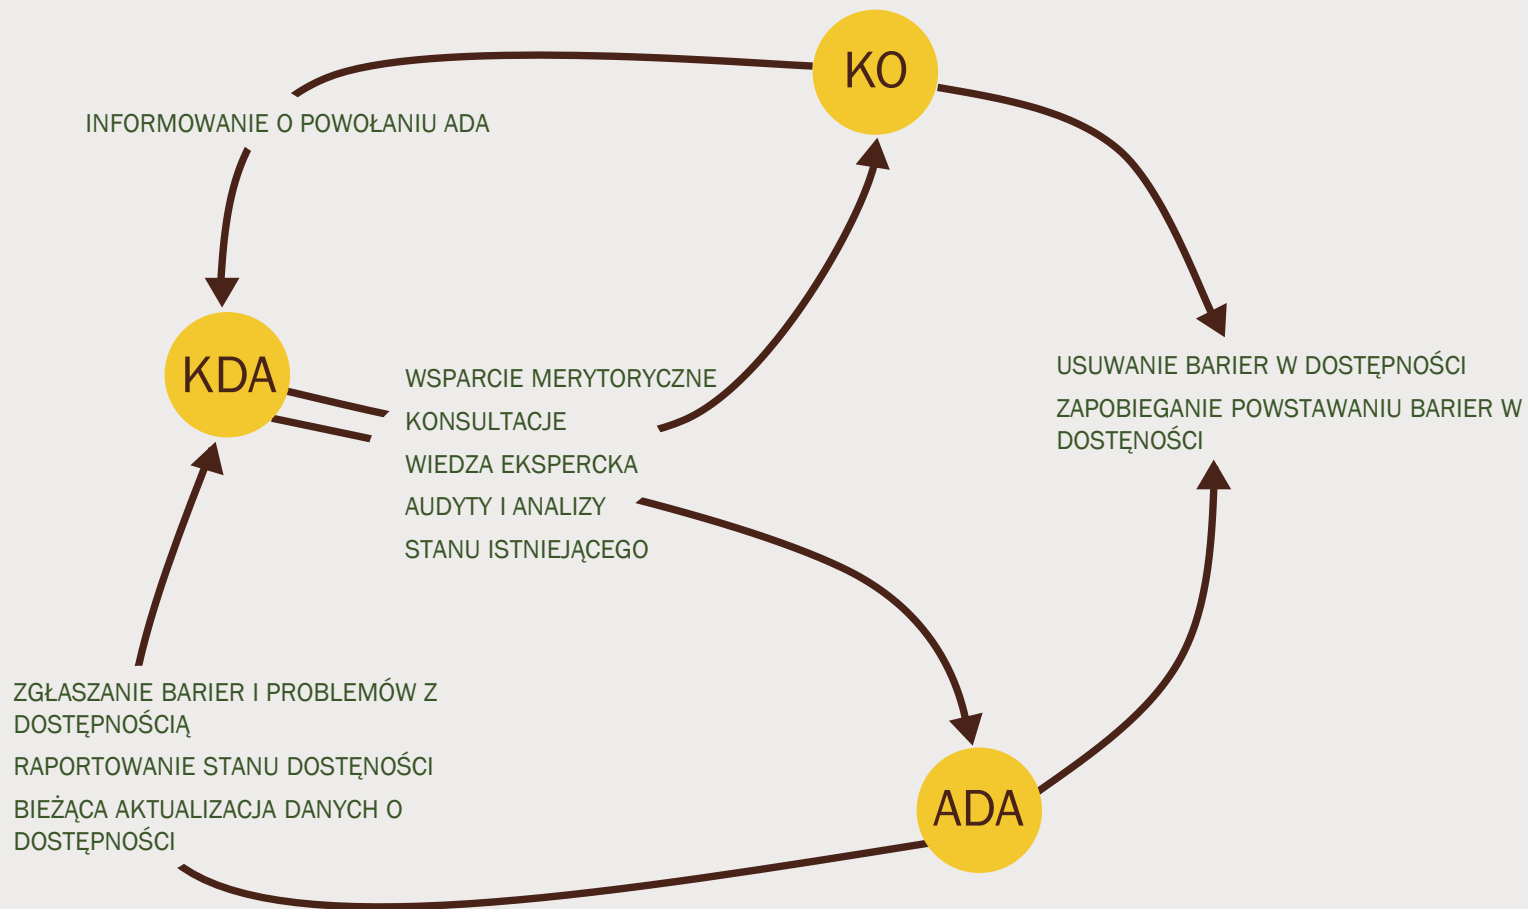 KO
INFORMOWANIE O POWOŁANIU ADA
KDA
WSPARCIE MERYTORYCZNE
KONSULTACJE
WIEDZA EKSPERCKA
AUDYTY I ANALIZY
STANU ISTNIEJĄCEGO
USUWANIE BARIER W DOSTĘPNOŚCI
ZAPOBIEGANIE POWSTAWANIU BARIER W
DOSTĘNOŚCI
ZGŁASZANIE BARIER I PROBLEMÓW Z
DOSTĘPNOŚCIĄ
RAPORTOWANIE STANU DOSTĘNOŚCI
BIEŻĄCA AKTUALIZACJA DANYCH O
DOSTĘPNOŚCI
ADA